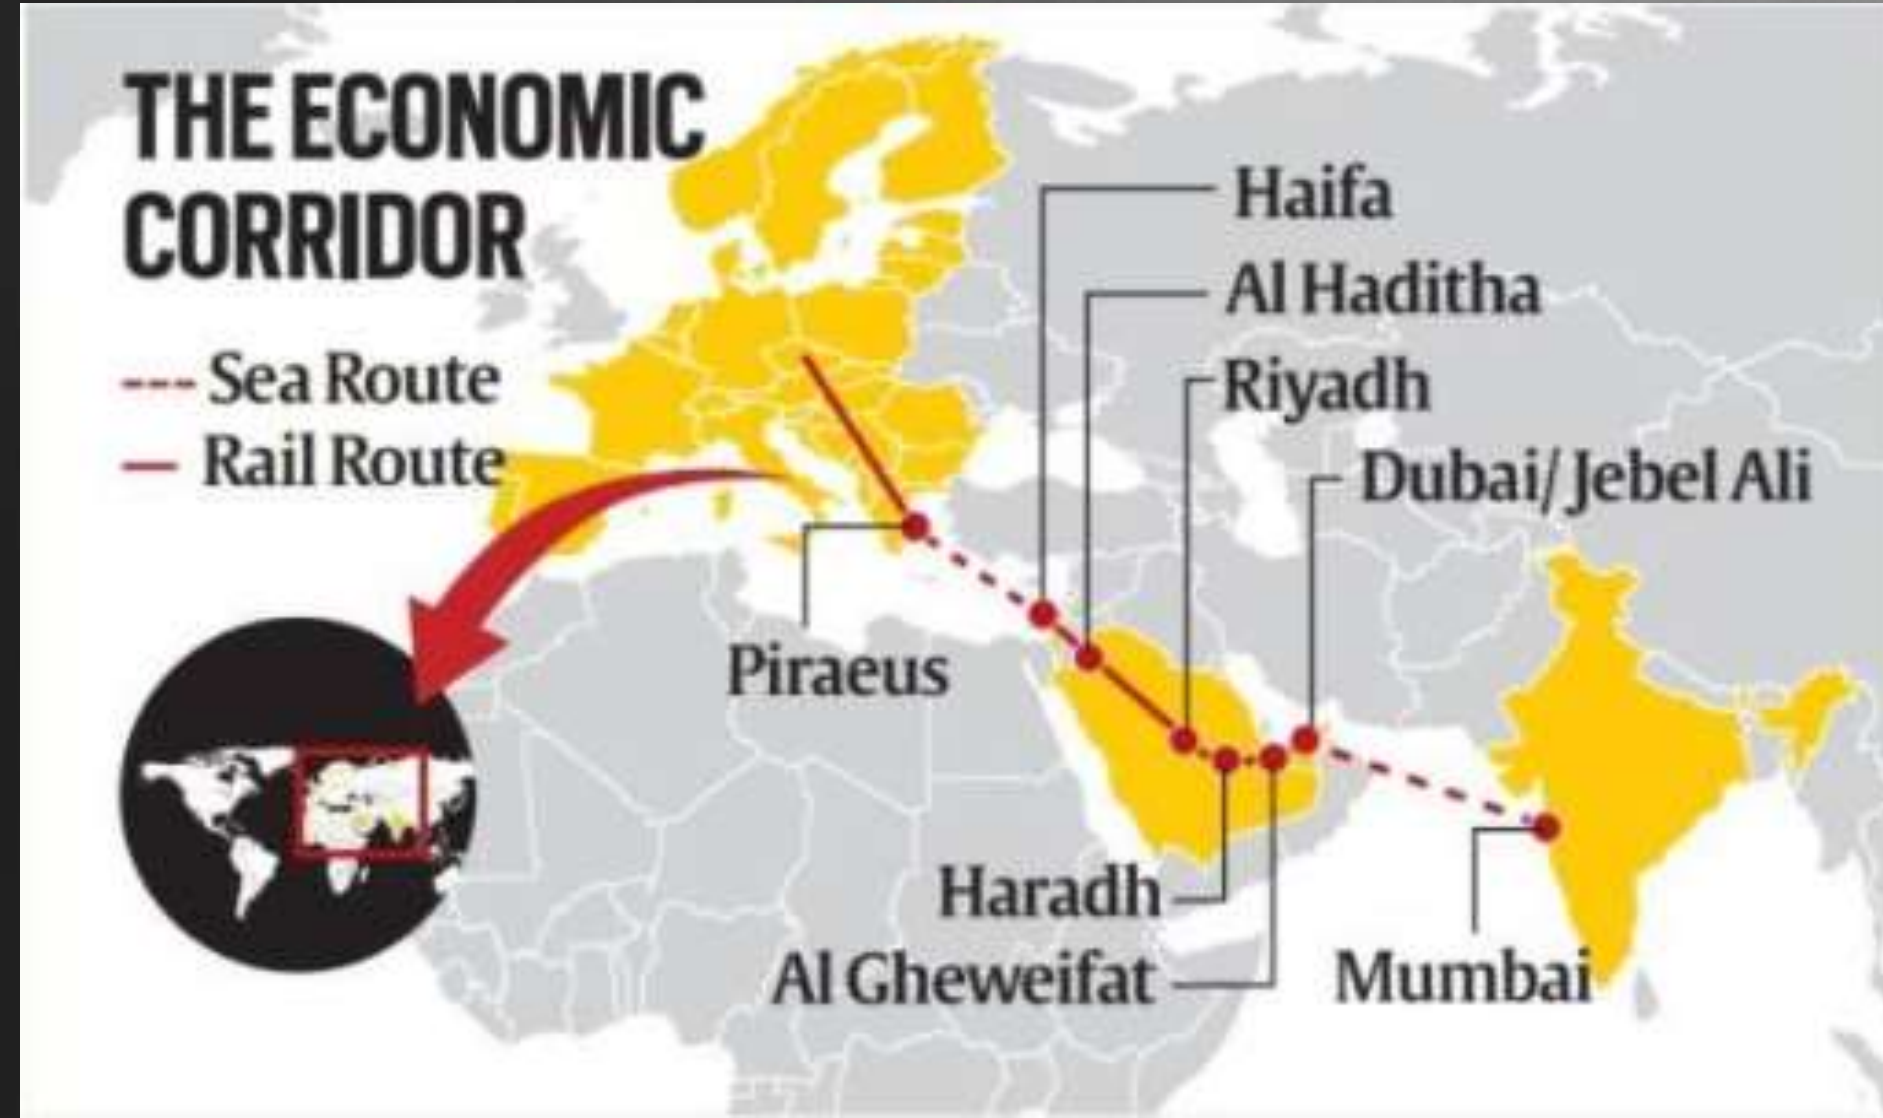 THE ECONOMIC
CORRIDOR
Sea Route
Rail Route
Haifa
Al Haditha
Riyadh
Dubai/Jebel Ali
Piraeus
Haradh
Al Gheweifat
Mumbai